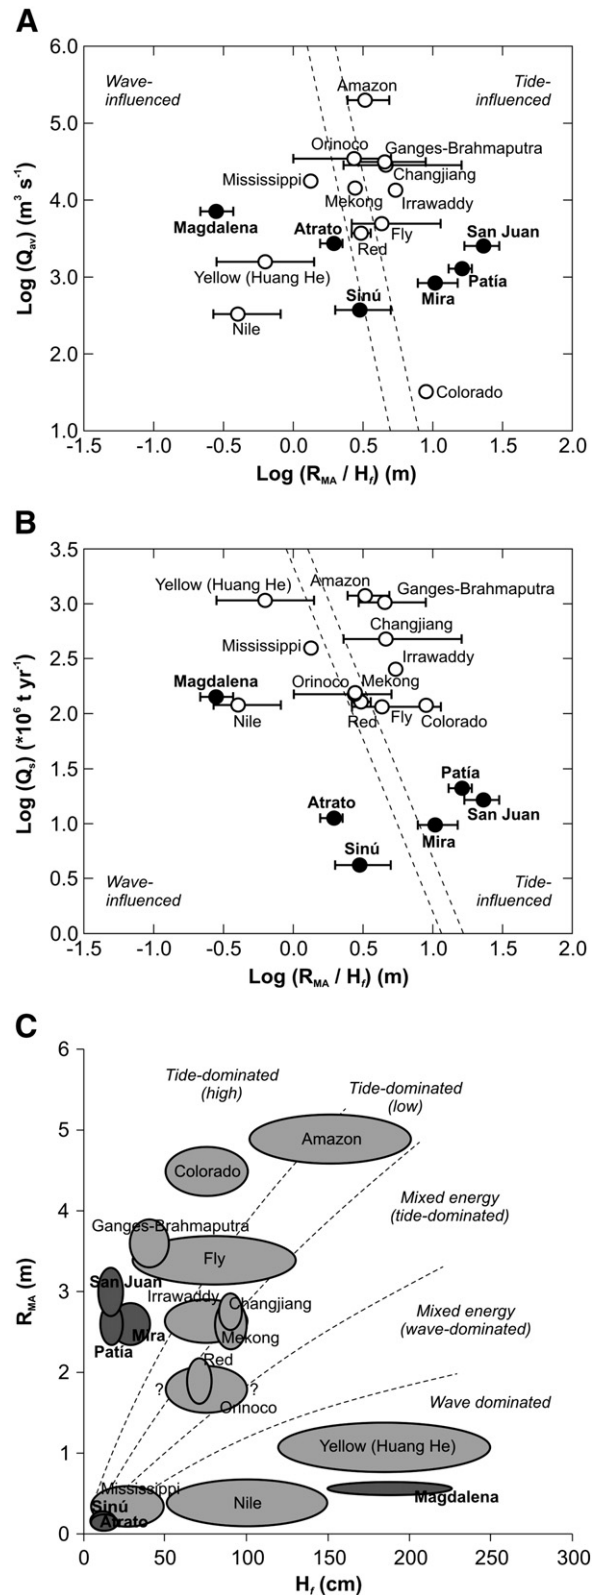 A
6.0
Wave-
influenced
Amazon
Tide-
influenced
5.0
Orinoco
Ganges-Brahmaputra
Changjiang
Mississippi
Mekong
Irrawaddy
4.0
Magdalena
Atrato
Fly
Red
San Juan
Yellow (Huang He)
Patía
3.0
Sinú
Mira
Nile
2.0
Colorado
1.0
Log (Qav) (m³ s⁻¹)
-1.5 -1.0 -0.5 0.0 0.5 1.0 1.5 2.0
Log (RMA / Hf) (m)
B
3.5
Yellow (Huang He)
Amazon
Ganges-Brahmaputra
3.0
Changjiang
Mississippi
2.5
Irrawaddy
Magdalena
Orinoco
Mekong
2.0
Nile
Red
Fly
Colorado
1.5
Patía
Atrato
San Juan
1.0
Sinú
Mira
0.5
Wave-
influenced
Tide-
influenced
0.0
Log (Qs) (*10⁶ t yr⁻¹)
-1.5 -1.0 -0.5 0.0 0.5 1.0 1.5 2.0
Log (RMA / Hf) (m)
C
6
Tide-dominated
(high)
Tide-dominated
(low)
5
Amazon
Colorado
Mixed energy
(tide-dominated)
4
Ganges-Brahmaputra
Fly
San Juan
3
Irrawaddy
Changjiang
Mixed energy
(wave-dominated)
Mira
Mekong
Patía
Red
2
? ?
Orinoco
Wave dominated
Yellow (Huang He)
1
Mississippi
Magdalena
Sinú
Nile
Atrato
0
RMA (m)
0 50 100 150 200 250 300
Hf (cm)